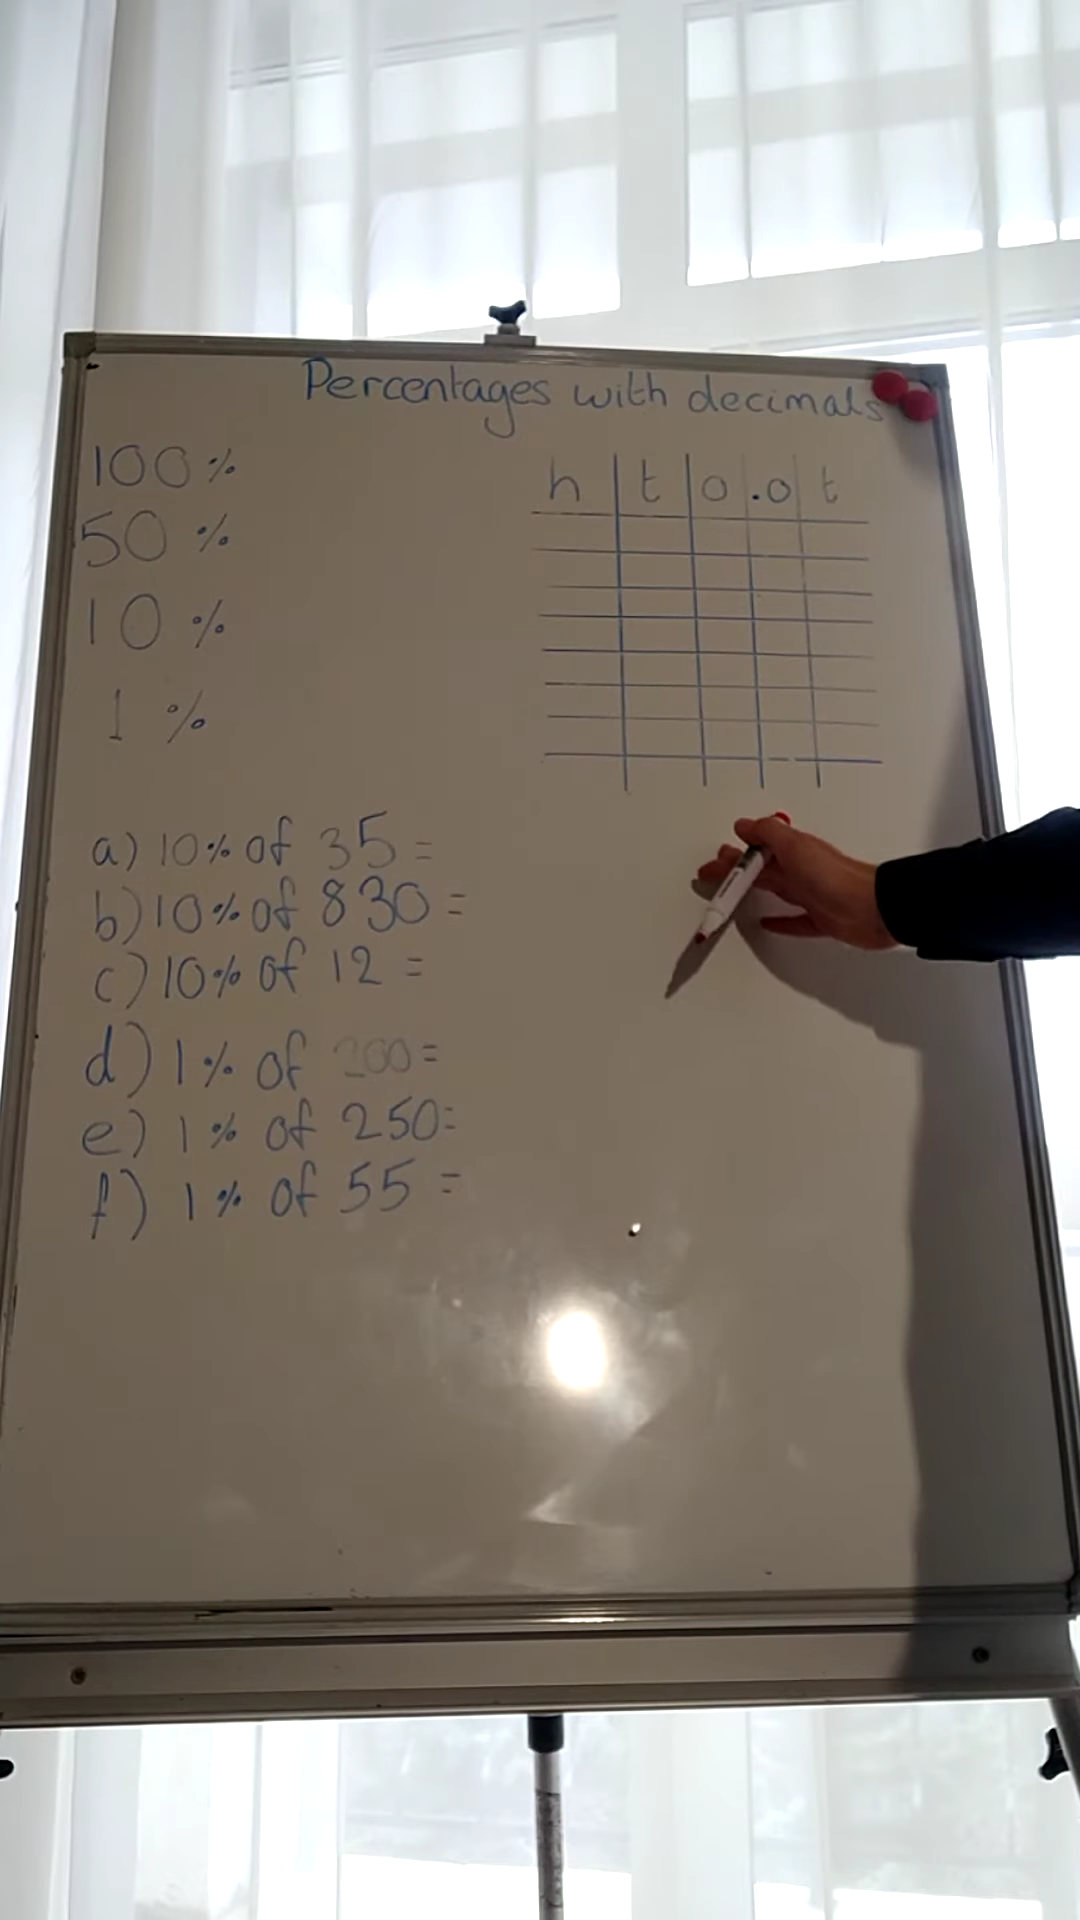 Percentages with decimals
100%
50%
10%
1%
h t o .o t
a) 10% of 35=
b) 10% of 830=
c) 10% of 12 =
d) 1% of 200=
e) 1% of 250=
f) 1% of 55 =